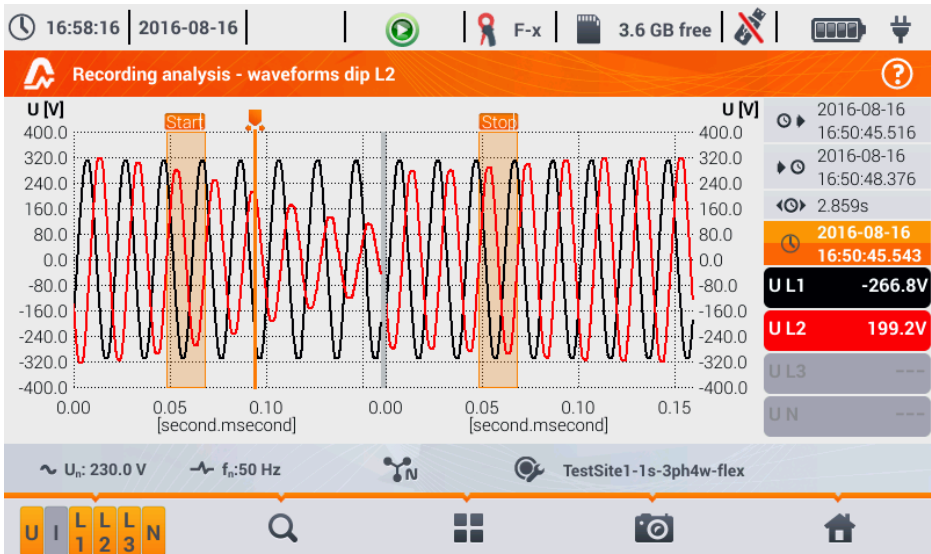 16:58:16 2016-08-16 F-x 3.6 GB free
Recording analysis - waveforms dip L2 ?
U [V] U [V]
Start Stop
400.0 400.0
320.0 320.0
240.0 240.0
160.0 160.0
80.0 80.0
0.0 0.0
-80.0 -80.0
-160.0 -160.0
-240.0 -240.0
-320.0 -320.0
-400.0 -400.0
0.00 0.05 0.10 0.00 0.05 0.10 0.15
[second.msecond] [second.msecond]
2016-08-16
16:50:45.516
2016-08-16
16:50:48.376
2.859s
2016-08-16
16:50:45.543
U L1 -266.8V
U L2 199.2V
U L3 ---
U N ---
Un: 230.0 V fn:50 Hz N TestSite1-1s-3ph4w-flex
U I L1 L2 L3 N